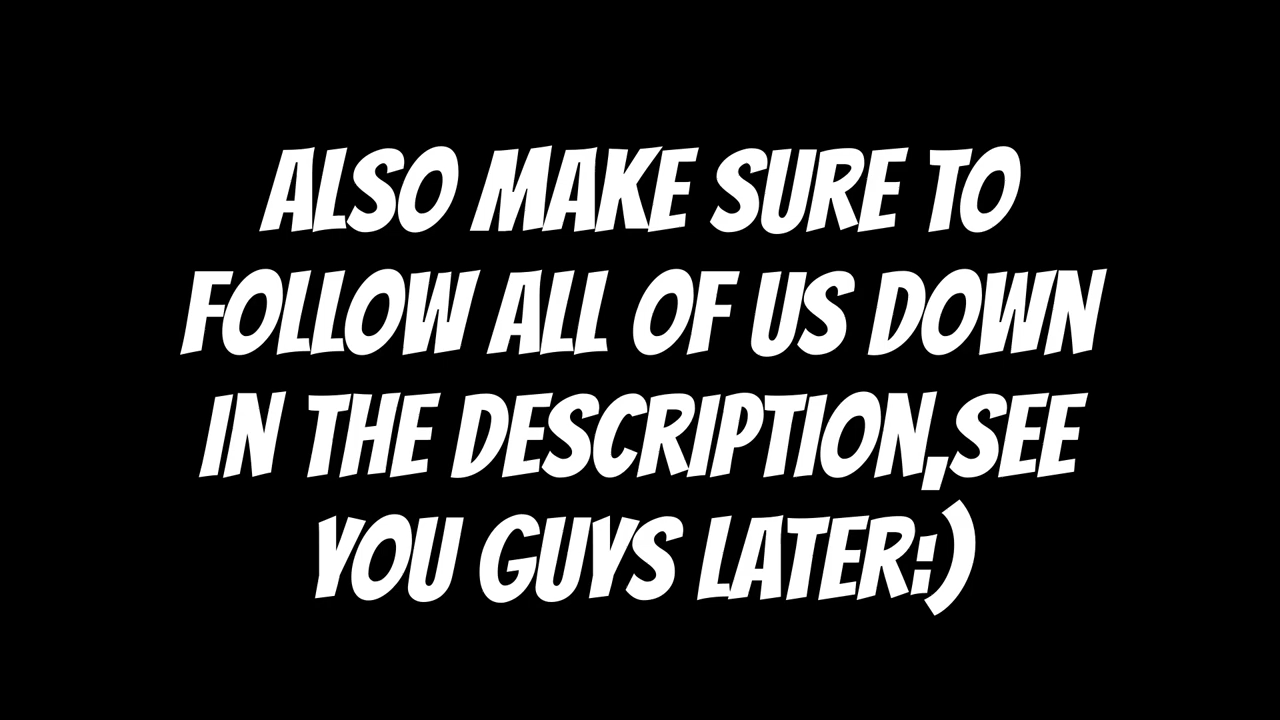 ALSO MAKE SURE TO
FOLLOW ALL OF US DOWN
IN THE DESCRIPTION,SEE
YOU GUYS LATER:)